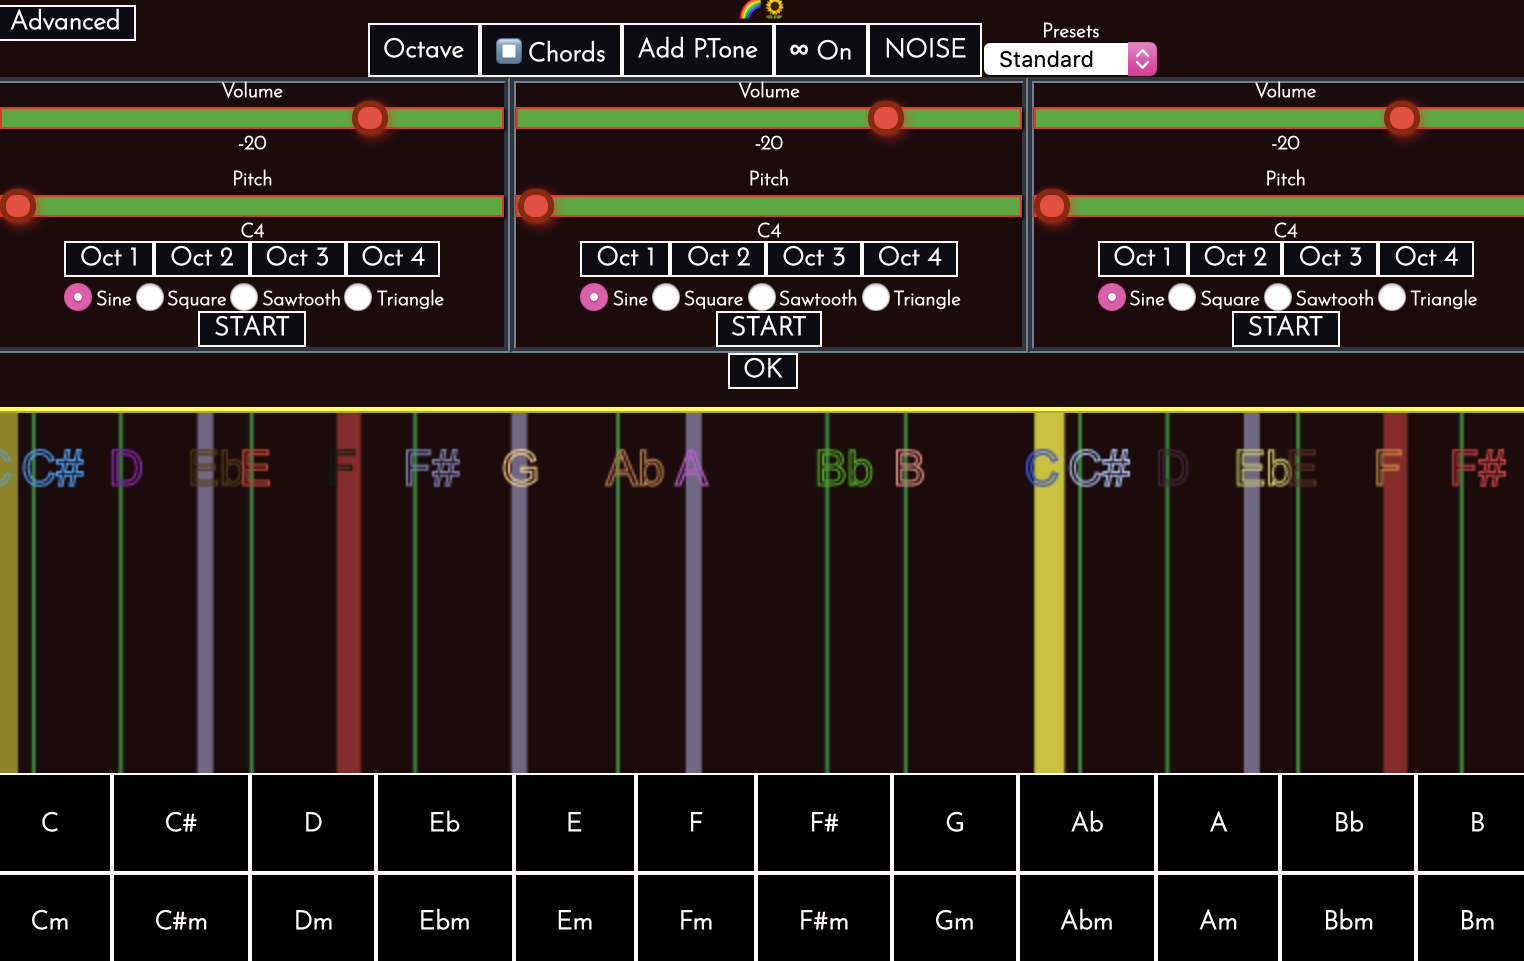 Advanced
Octave Chords Add P.Tone ∞ On NOISE
Presets
Standard
Volume Volume Volume
-20 -20 -20
Pitch Pitch Pitch
C4 C4 C4
Oct 1 Oct 2 Oct 3 Oct 4 Oct 1 Oct 2 Oct 3 Oct 4 Oct 1 Oct 2 Oct 3 Oct 4
Sine Square Sawtooth Triangle Sine Square Sawtooth Triangle Sine Square Sawtooth Triangle
START START START
OK
C C# D Eb E F F# G Ab A Bb B C C# D Eb E F F#
C C# D Eb E F F# G Ab A Bb B
Cm C#m Dm Ebm Em Fm F#m Gm Abm Am Bbm Bm